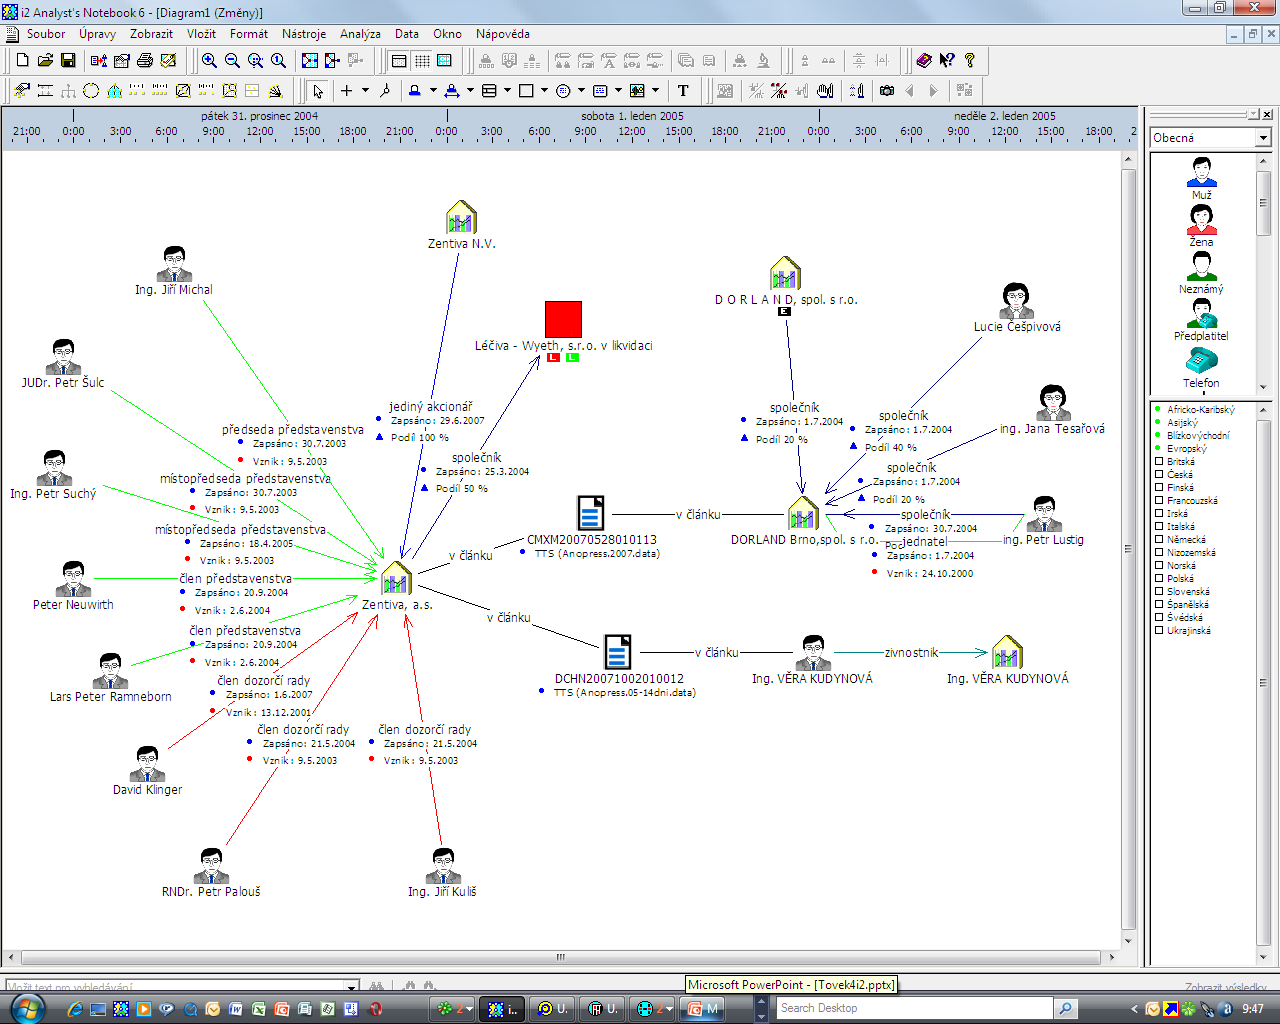 i2 Analyst's Notebook 6 - [Diagram1 (Změny)]
Soubor Úpravy Zobrazit Vložit Formát Nástroje Analýza Data Okno Nápověda
pátek 31. prosinec 2004 sobota 1. leden 2005 neděle 2. leden 2005
21:00 0:00 3:00 6:00 9:00 12:00 15:00 18:00 21:00 0:00 3:00 6:00 9:00 12:00 15:00 18:00 21:00 0:00 3:00 6:00 9:00 12:00 15:00 18:00 2
Zentiva N.V.
Ing. Jiří Michal
D O R L A N D, spol. s r.o.
E
Lucie Češpivová
Léčiva - Wyeth, s.r.o. v likvidaci
L L
JUDr. Petr Šulc
jediný akcionář
Zapsáno: 29.6.2007
Podíl 100 %
společník
Zapsáno: 1.7.2004
Podíl 20 %
společník
Zapsáno: 1.7.2004
Podíl 40 %
ing. Jana Tesařová
předseda představenstva
Zapsáno: 30.7.2003
Vznik: 9.5.2003
společník
Zapsáno: 25.3.2004
Podíl 50 %
společník
Zapsáno: 1.7.2004
Podíl 20 %
místopředseda představenstva
Zapsáno: 30.7.2003
Vznik: 9.5.2003
Ing. Petr Suchý
místopředseda představenstva
Zapsáno: 18.4.2005
Vznik: 9.5.2003
v článku
společník
Zapsáno: 30.7.2004
jednatel
Zapsáno: 1.7.2004
Vznik: 24.10.2000
DORLAND Brno,spol. s r.o.
ing. Petr Lustig
CMXM20070528010113
TTS (Anopress.2007.data)
v článku
Peter Neuwirth
člen představenstva
Zapsáno: 20.9.2004
Vznik: 2.6.2004
Zentiva, a.s.
v článku
člen představenstva
Zapsáno: 20.9.2004
Vznik: 2.6.2004
v článku
zivnostnik
DCHN20071002010012
TTS (Anopress.05-14dni.data)
Ing. VĚRA KUDYNOVÁ
Ing. VĚRA KUDYNOVÁ
Lars Peter Ramneborn
člen dozorčí rady
Zapsáno: 1.6.2007
Vznik: 13.12.2001
člen dozorčí rady
Zapsáno: 21.5.2004
Vznik: 9.5.2003
člen dozorčí rady
Zapsáno: 21.5.2004
Vznik: 9.5.2003
David Klinger
RNDr. Petr Palouš
Ing. Jiří Kuliš
Obecná
Muž
Žena
Neznámý
Předplatitel
Telefon
Africko-Karibský
Asijský
Blízkovýchodní
Evropský
Britská
Česká
Finská
Francouzská
Irská
Italská
Německá
Nizozemská
Norská
Polská
Slovenská
Španělská
Švédská
Ukrajinská
Vložit text pro vyhledávání
Zobrazit výsledky
Microsoft PowerPoint - [Tovek4i2.pptx]
2 i.. U. U. 2 M
Search Desktop
9:47